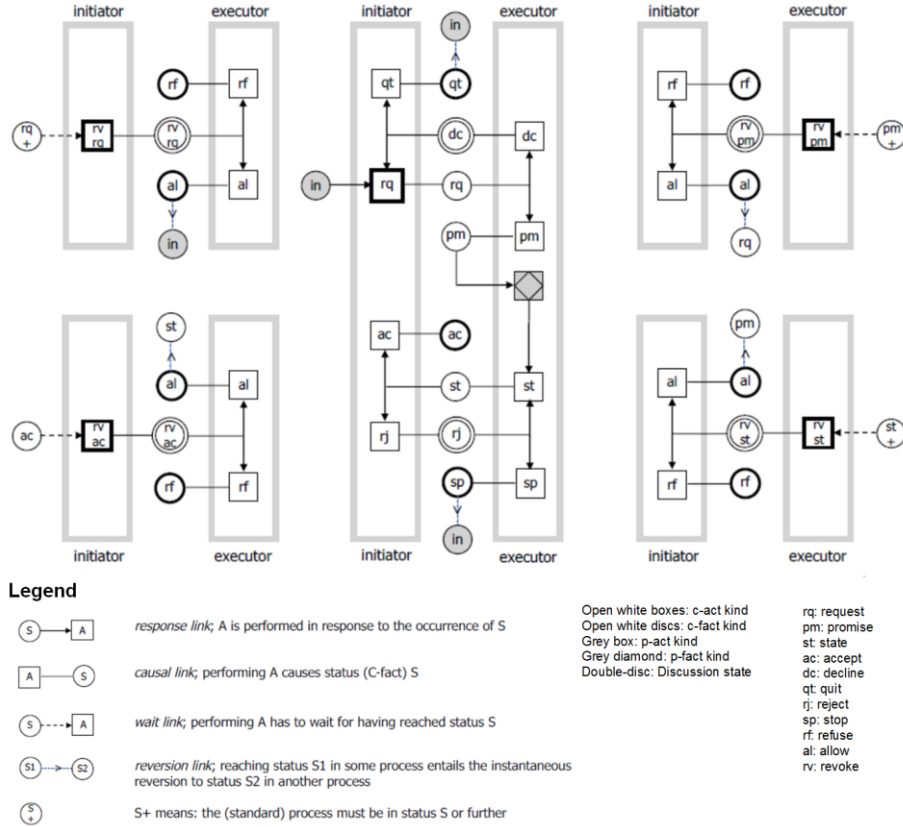 initiator
executor
rf
rf
rq
+
rv
rq
rv
rq
al
al
in
initiator
executor
in
qt
qt
dc
dc
in
rq
rq
pm
pm
ac
ac
st
st
rj
rj
sp
sp
in
initiator
executor
initiator
executor
rf
rf
rv
pm
rv
pm
pm
+
al
al
rq
st
al
al
ac
rv
ac
rv
ac
rf
rf
initiator
executor
pm
al
al
rv
st
rv
st
st
+
rf
rf
initiator
executor
Legend
S
A
response link; A is performed in response to the occurrence of S
A
S
causal link; performing A causes status (C-fact) S
S
A
wait link; performing A has to wait for having reached status S
S1
S2
reversion link; reaching status S1 in some process entails the instantaneous
reversion to status S2 in another process
S
+
S+ means: the (standard) process must be in status S or further
Open white boxes: c-act kind
Open white discs: c-fact kind
Grey box: p-act kind
Grey diamond: p-fact kind
Double-disc: Discussion state
rq: request
pm: promise
st: state
ac: accept
dc: decline
qt: quit
rj: reject
sp: stop
rf: refuse
al: allow
rv: revoke